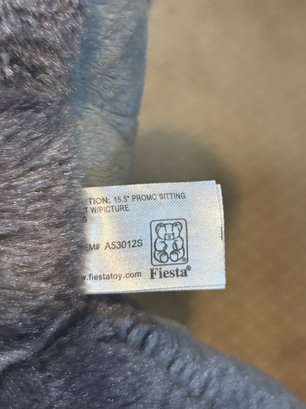 TION: 15.5" PROMO SITTING
T W/PICTURE
M# A53012S
.fiestatoy.com
Fiesta®